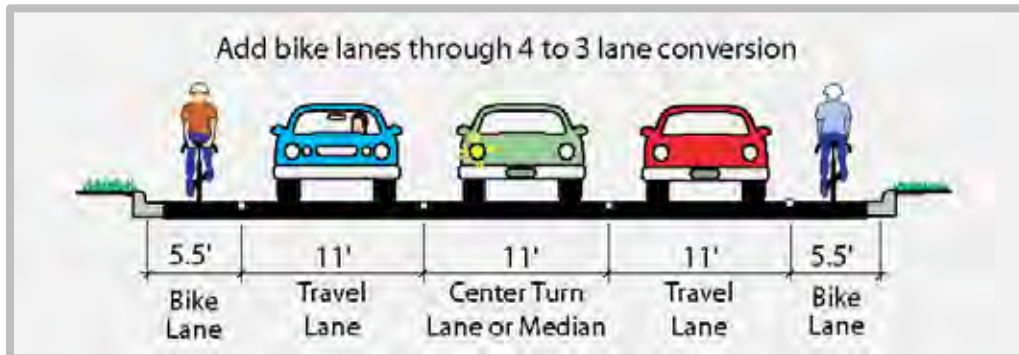 Add bike lanes through 4 to 3 lane conversion
5.5' 11' 11' 11' 5.5'
Bike Lane
Travel Lane
Center Turn Lane or Median
Travel Lane
Bike Lane